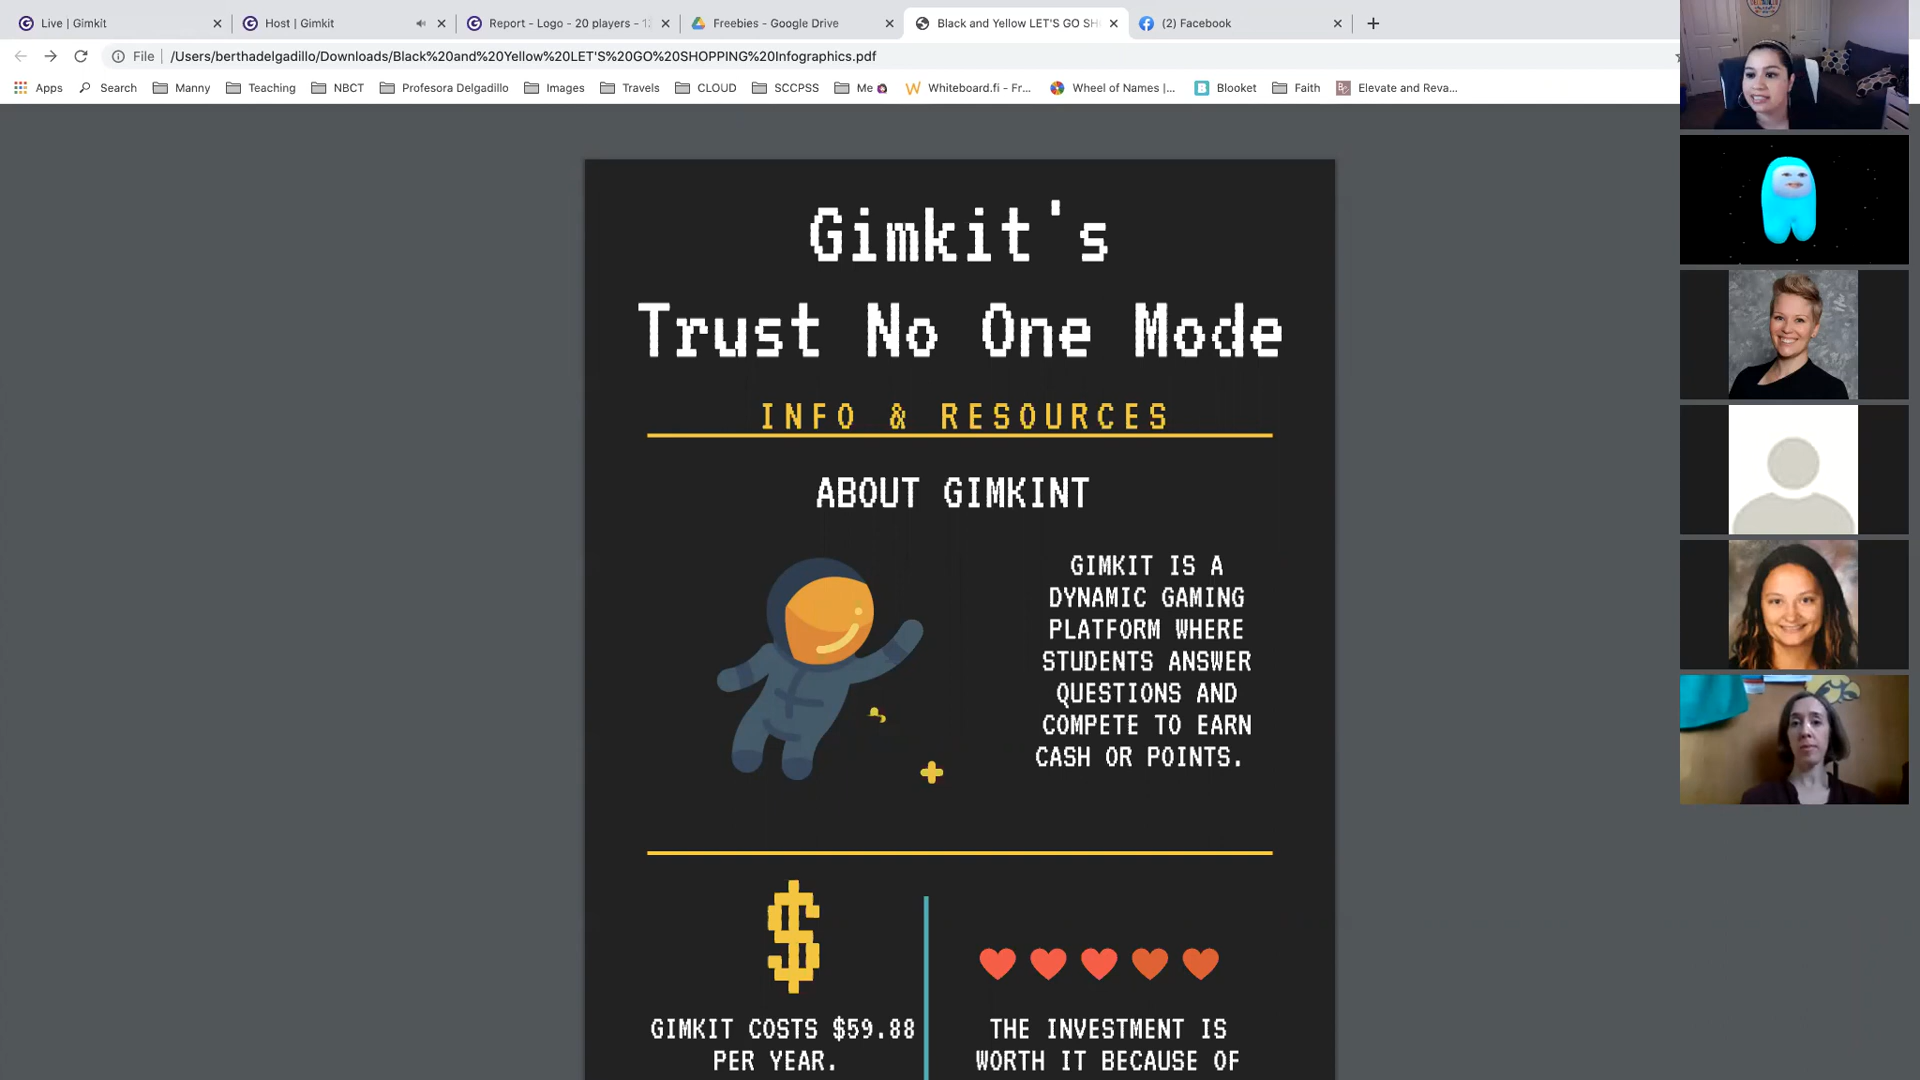 Live | Gimkit
Host | Gimkit
Report - Logo - 20 players - 12
Freebies - Google Drive
Black and Yellow LET'S GO SH
(2) Facebook
File
/Users/berthadelgadillo/Downloads/Black%20and%20Yellow%20LET'S%20GO%20SHOPPING%20Infographics.pdf
Apps Search Manny Teaching NBCT Profesora Delgadillo Images Travels CLOUD SCCPSS Me Whiteboard.fi - Fr... Wheel of Names |... Blooket Faith Elevate and Reva...
Gimkit's
Trust No One Mode
INFO & RESOURCES
ABOUT GIMKINT
GIMKIT IS A
DYNAMIC GAMING
PLATFORM WHERE
STUDENTS ANSWER
QUESTIONS AND
COMPETE TO EARN
CASH OR POINTS.
$
GIMKIT COSTS $59.88
PER YEAR.
THE INVESTMENT IS
WORTH IT BECAUSE OF